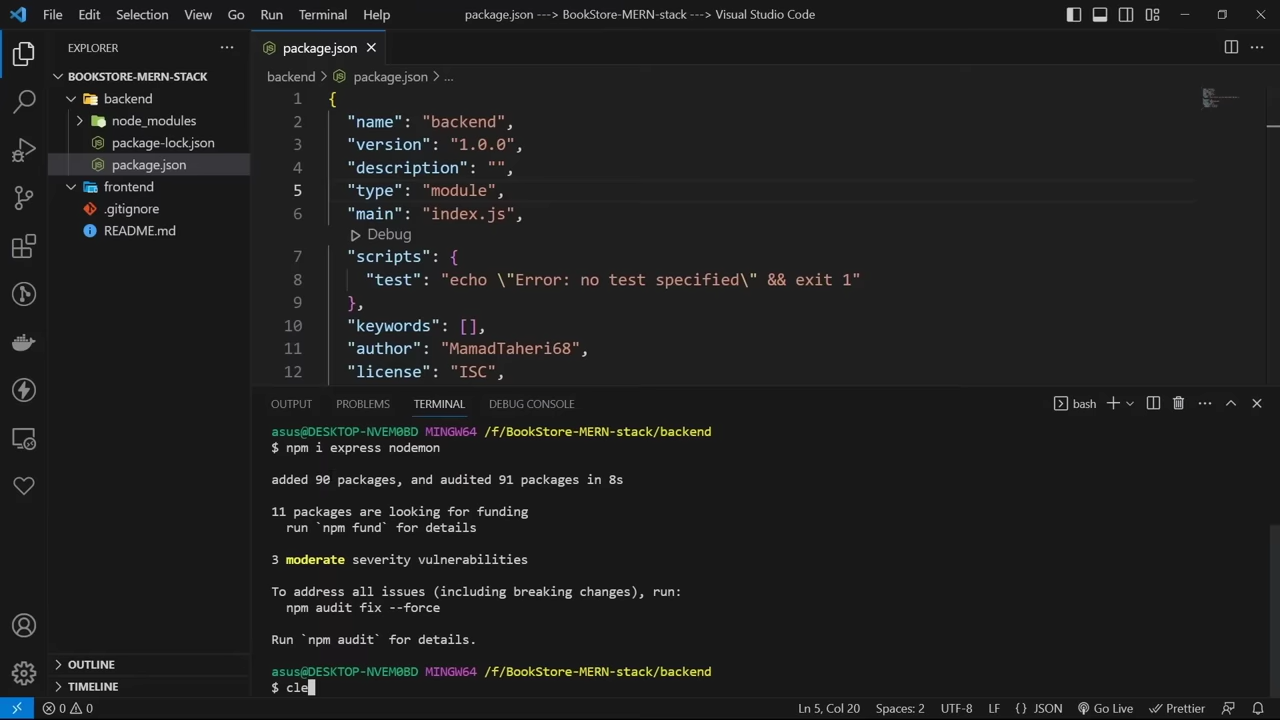 File Edit Selection View Go Run Terminal Help package.json ---> BookStore-MERN-stack ---> Visual Studio Code
EXPLORER
BOOKSTORE-MERN-STACK
backend
node_modules
package-lock.json
package.json
frontend
.gitignore
README.md
OUTLINE
TIMELINE
package.json
backend > package.json > ...
1 {
2 "name": "backend",
3 "version": "1.0.0",
4 "description": "",
5 "type": "module",
6 "main": "index.js",
Debug
7 "scripts": {
8 "test": "echo \"Error: no test specified\" && exit 1"
9 },
10 "keywords": [],
11 "author": "MamadTaheri68",
12 "license": "ISC",
OUTPUT PROBLEMS TERMINAL DEBUG CONSOLE bash
asus@DESKTOP-NVEM0BD MINGW64 /f/BookStore-MERN-stack/backend
$ npm i express nodemon
added 90 packages, and audited 91 packages in 8s
11 packages are looking for funding
run `npm fund` for details
3 moderate severity vulnerabilities
To address all issues (including breaking changes), run:
npm audit fix --force
Run `npm audit` for details.
asus@DESKTOP-NVEM0BD MINGW64 /f/BookStore-MERN-stack/backend
$ cle
0 0 Ln 5, Col 20 Spaces: 2 UTF-8 LF {} JSON Go Live Prettier